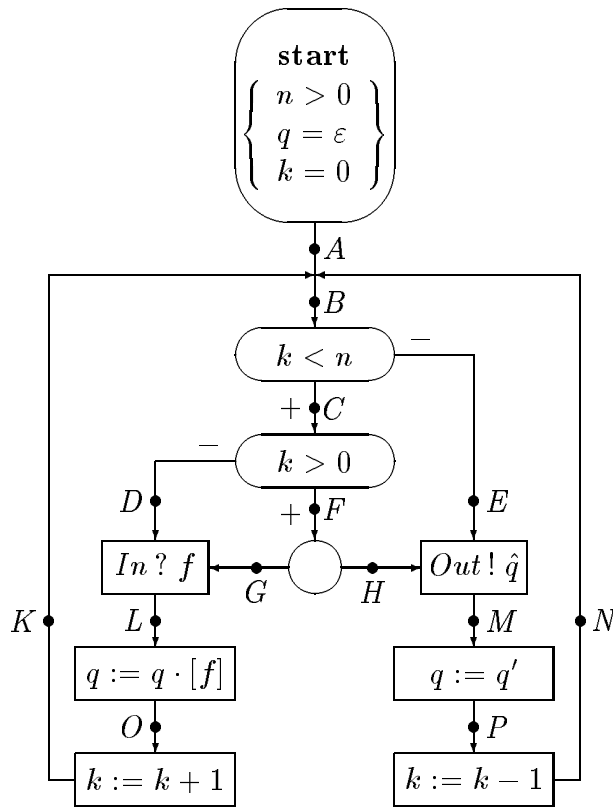 start
n > 0
q = ε
k = 0
A
B
k < n
−
+ C
−
k > 0
D
+ F
E
In ? f
G
H
Out ! q̂
K
L
M
N
q := q · [f]
q := q′
O
P
k := k + 1
k := k − 1